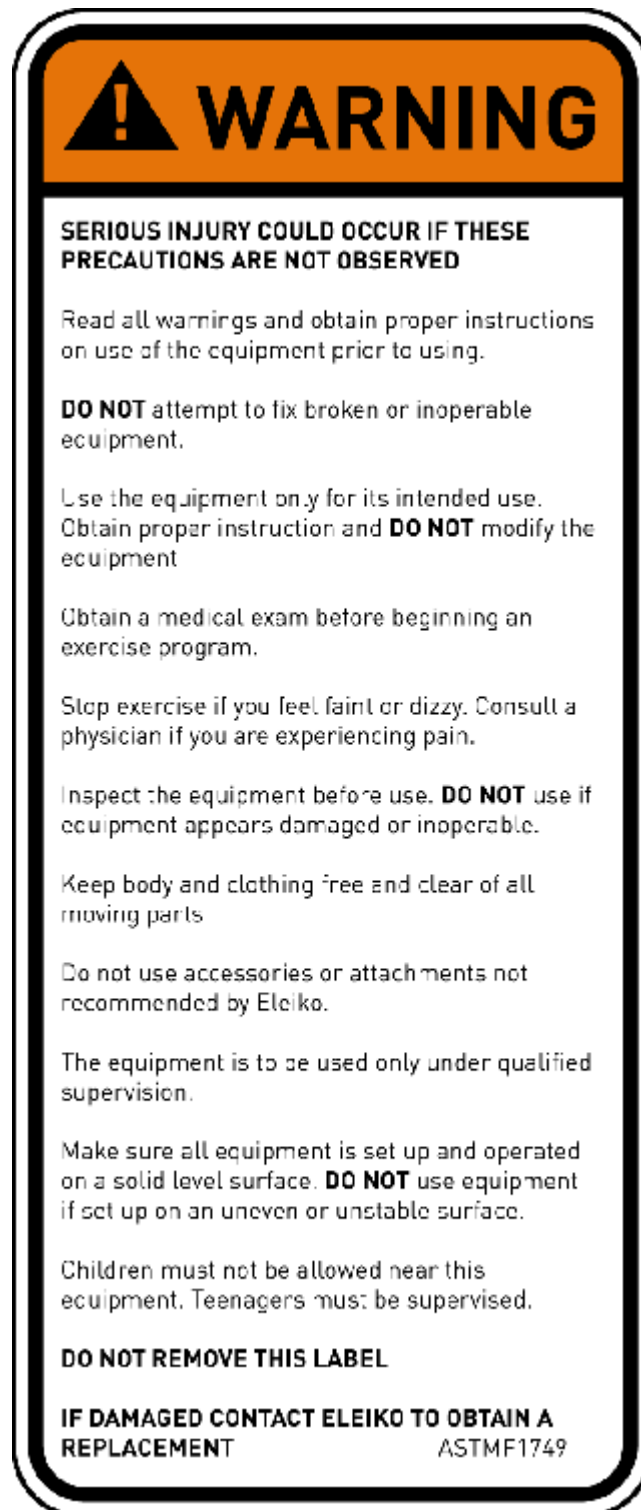 WARNING
SERIOUS INJURY COULD OCCUR IF THESE
PRECAUTIONS ARE NOT OBSERVED
Read all warnings and obtain proper instructions
on use of the equipment prior to using.
DO NOT attempt to fix broken or inoperable
equipment.
Use the equipment only for its intended use.
Obtain proper instruction and DO NOT modify the
equipment
Obtain a medical exam before beginning an
exercise program.
Stop exercise if you feel faint or dizzy. Consult a
physician if you are experiencing pain.
Inspect the equipment before use. DO NOT use if
equipment appears damaged or inoperable.
Keep body and clothing free and clear of all
moving parts
Do not use accessories or attachments not
recommended by Eleiko.
The equipment is to be used only under qualified
supervision.
Make sure all equipment is set up and operated
on a solid level surface. DO NOT use equipment
if set up on an uneven or unstable surface.
Children must not be allowed near this
equipment. Teenagers must be supervised.
DO NOT REMOVE THIS LABEL
IF DAMAGED CONTACT ELEIKO TO OBTAIN A
REPLACEMENT ASTMF1749